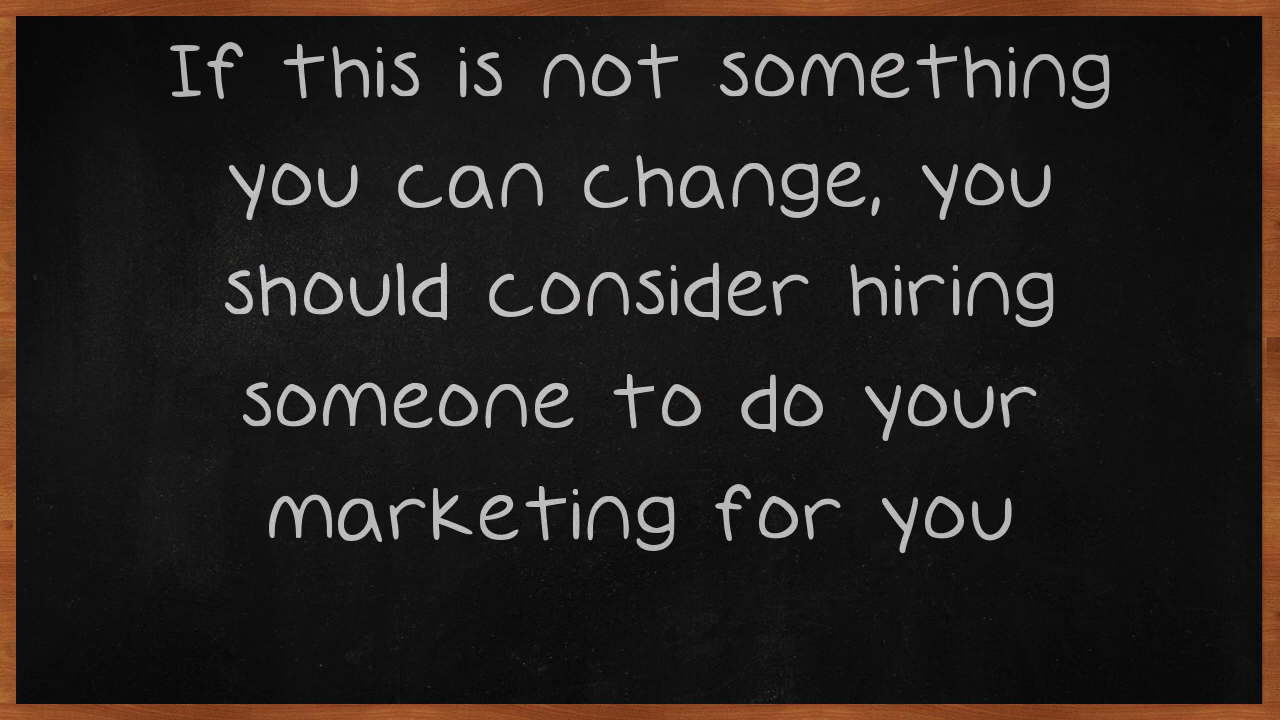 If this is not something
you can change, you
should consider hiring
someone to do your
marketing for you